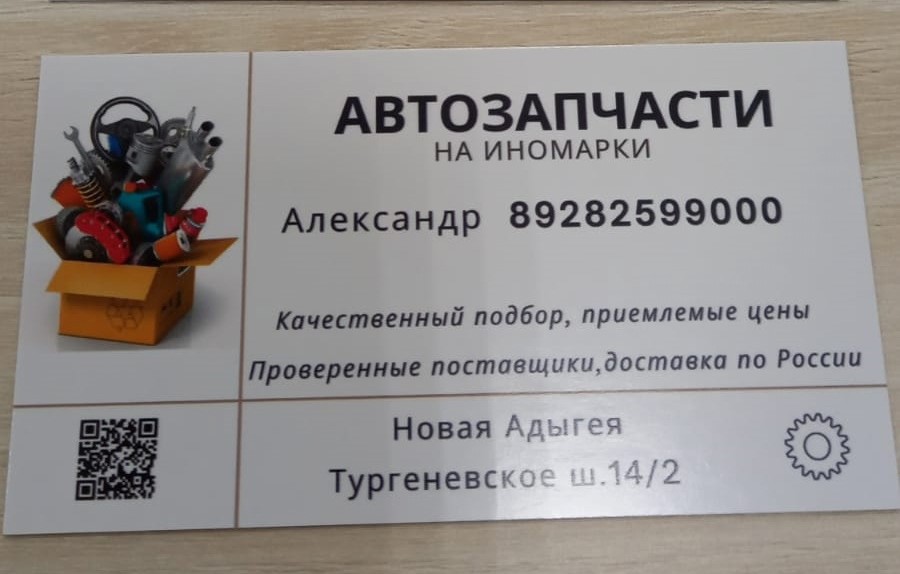 АВТОЗАПЧАСТИ
НА ИНОМАРКИ
Александр 89282599000
Качественный подбор, приемлемые цены
Проверенные поставщики,доставка по России
Новая Адыгея
Тургеневское ш.14/2